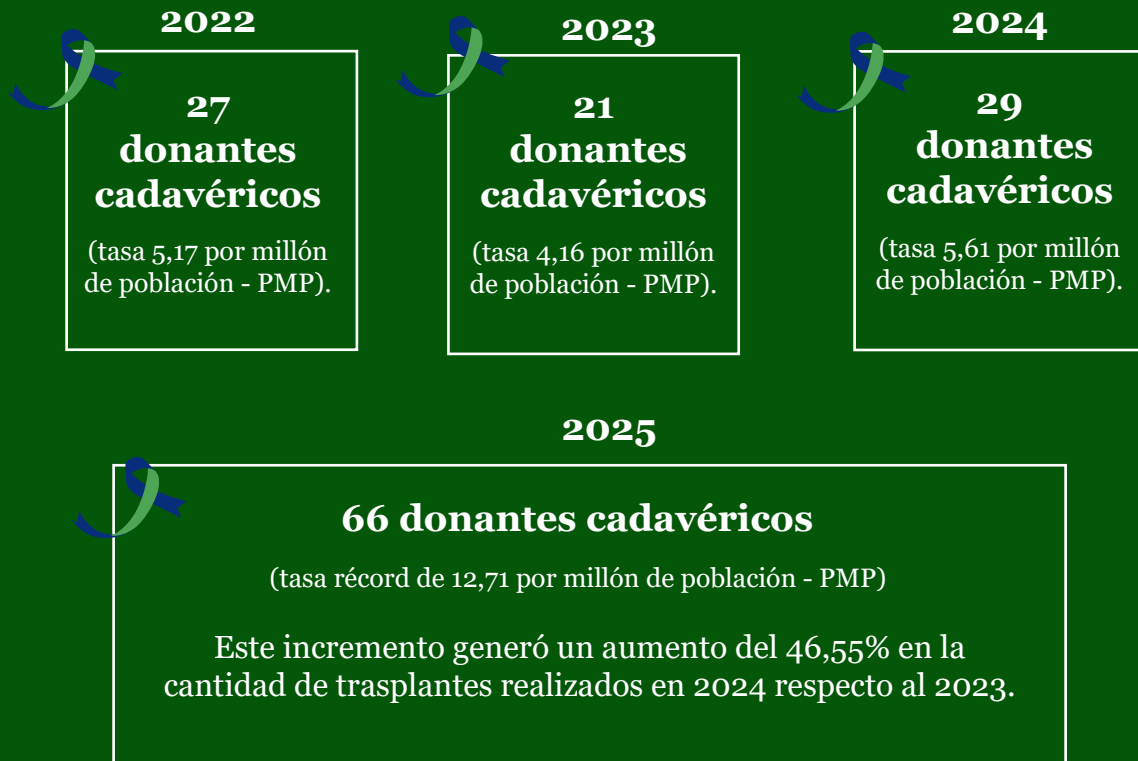 2022
27
donantes
cadavéricos
(tasa 5,17 por millón
de población - PMP).
2023
21
donantes
cadavéricos
(tasa 4,16 por millón
de población - PMP).
2024
29
donantes
cadavéricos
(tasa 5,61 por millón
de población - PMP).
2025
66 donantes cadavéricos
(tasa récord de 12,71 por millón de población - PMP)
Este incremento generó un aumento del 46,55% en la
cantidad de trasplantes realizados en 2024 respecto al 2023.